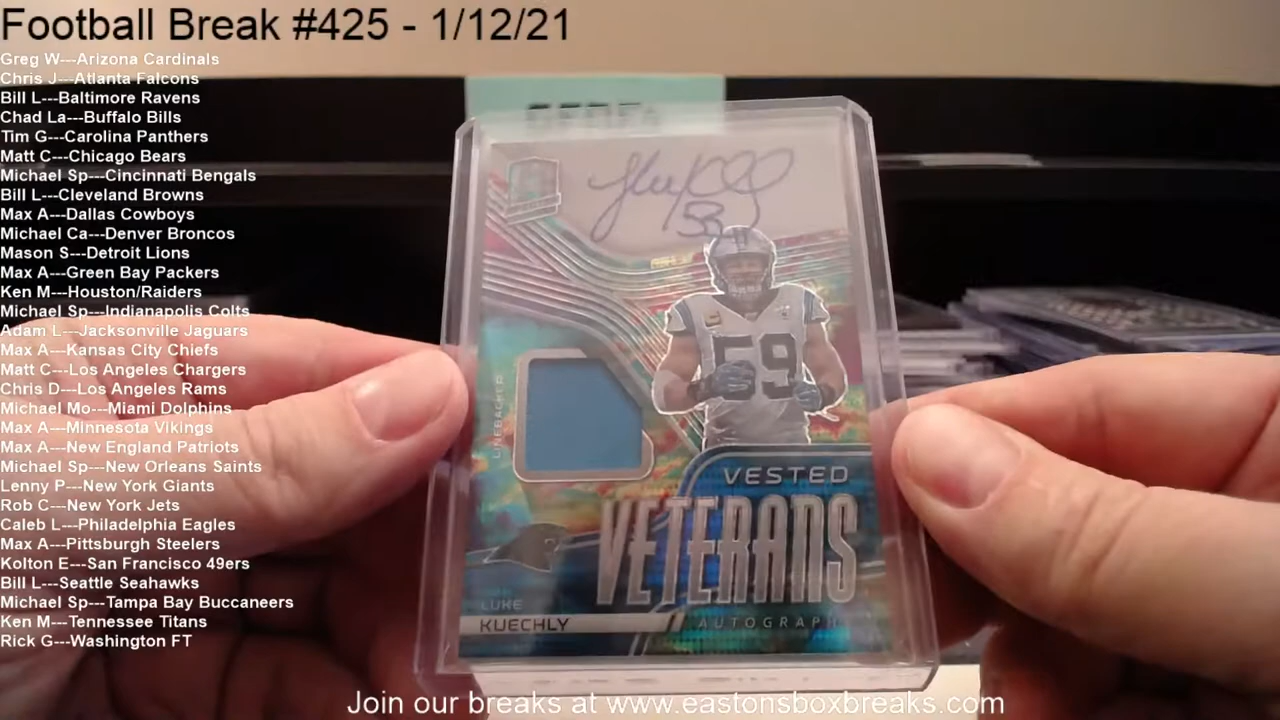 Football Break #425 - 1/12/21
Greg W---Arizona Cardinals
Chris J---Atlanta Falcons
Bill L---Baltimore Ravens
Chad La---Buffalo Bills
Tim G---Carolina Panthers
Matt C---Chicago Bears
Michael Sp---Cincinnati Bengals
Bill L---Cleveland Browns
Max A---Dallas Cowboys
Michael Ca---Denver Broncos
Mason S---Detroit Lions
Max A---Green Bay Packers
Ken M---Houston/Raiders
Michael Sp---Indianapolis Colts
Adam L---Jacksonville Jaguars
Max A---Kansas City Chiefs
Matt C---Los Angeles Chargers
Chris D---Los Angeles Rams
Michael Mo---Miami Dolphins
Max A---Minnesota Vikings
Max A---New England Patriots
Michael Sp---New Orleans Saints
Lenny P---New York Giants
Rob C---New York Jets
Caleb L---Philadelphia Eagles
Max A---Pittsburgh Steelers
Kolton E---San Francisco 49ers
Bill L---Seattle Seahawks
Michael Sp---Tampa Bay Buccaneers
Ken M---Tennessee Titans
Rick G---Washington FT
59
LINEBACKER
VESTED
VETERANS
AUTOGRAPH
LUKE
KUECHLY
Join our breaks at www.eastonsboxbreaks.com